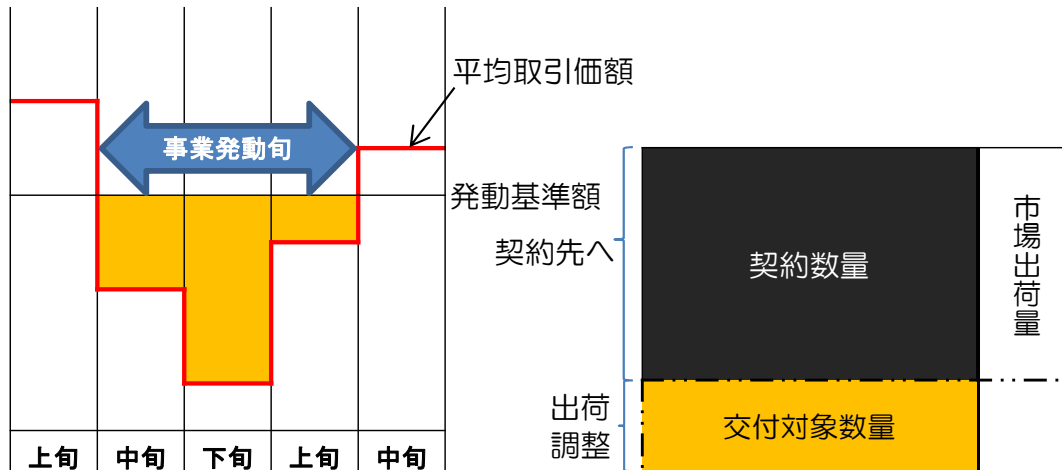 平均取引価額
事業発動旬
発動基準額
上旬
中旬
下旬
上旬
中旬
契約先へ
契約数量
市場出荷量
出荷
調整
交付対象数量